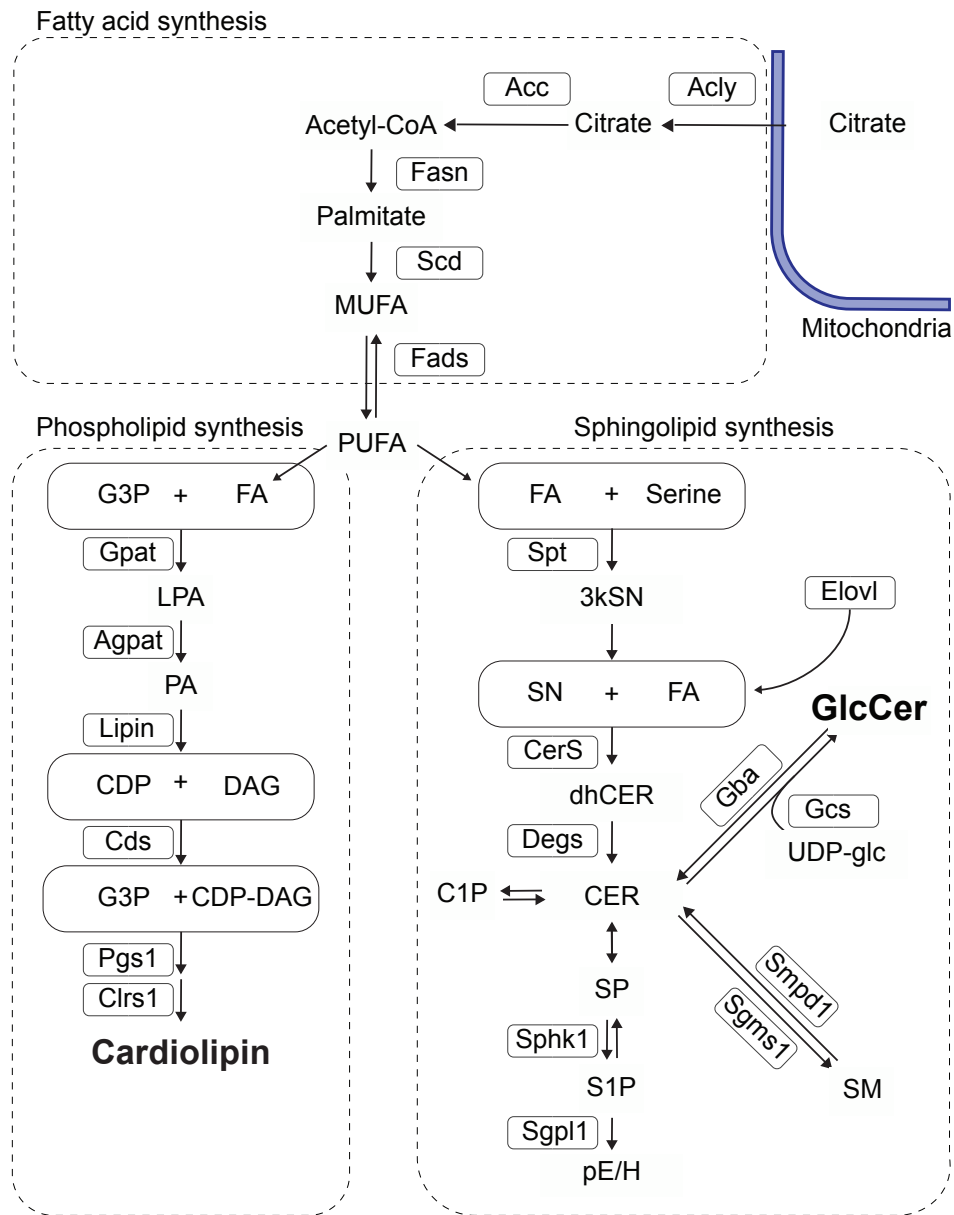 Fatty acid synthesis
Acc
Acly
Acetyl-CoA
Citrate
Citrate
Fasn
Palmitate
Scd
MUFA
Mitochondria
Fads
PUFA
Phospholipid synthesis
G3P + FA
Gpat
LPA
Agpat
PA
Lipin
CDP + DAG
Cds
G3P + CDP-DAG
Pgs1
Clrs1
Cardiolipin
Sphingolipid synthesis
FA + Serine
Spt
3kSN
Elovl
SN + FA
GlcCer
CerS
Gba
dhCER
Gcs
Degs
UDP-glc
C1P
CER
SP
Smpd1
Sgms1
Sphk1
S1P
SM
Sgpl1
pE/H